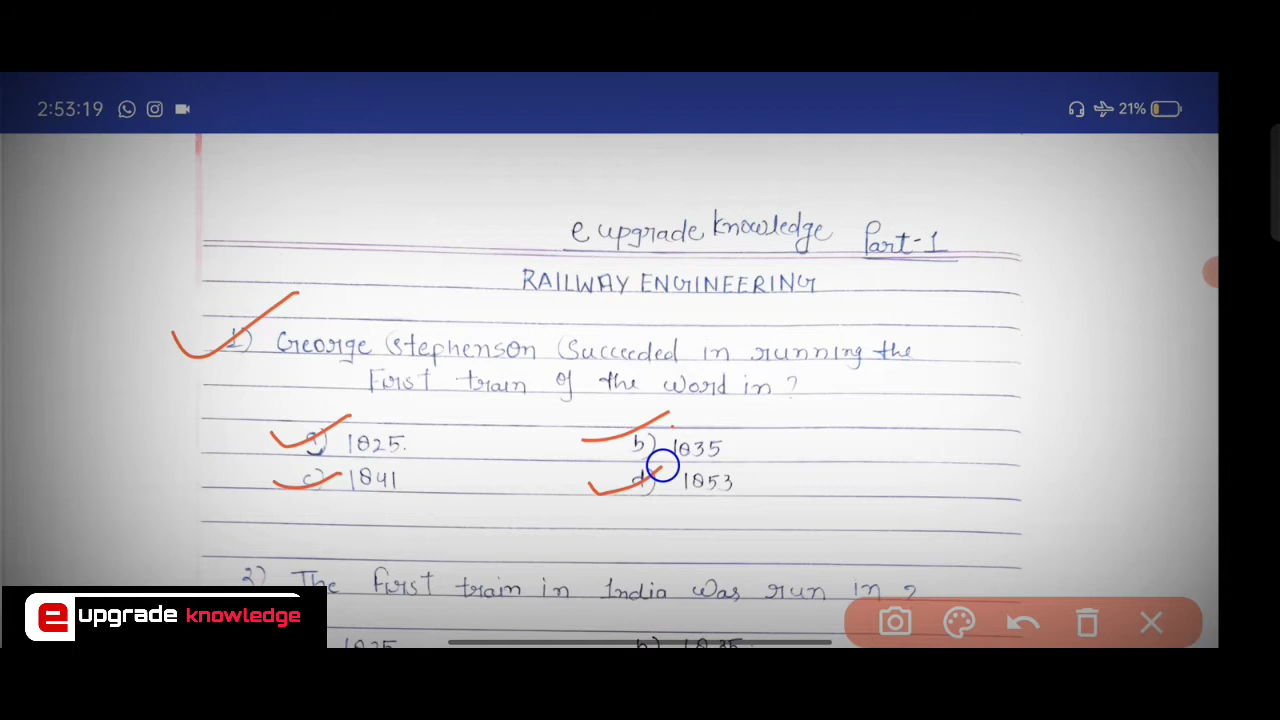 2:53:19
21%
e upgrade knowledge Part-1
RAILWAY ENGINEERING
1) George Stephenson Succeeded in running the
First train of the word in ?
a) 1825. b) 1835
c) 1841 d) 1853
2) The First train in India was run in ?
e upgrade knowledge
1825 b) 1835.